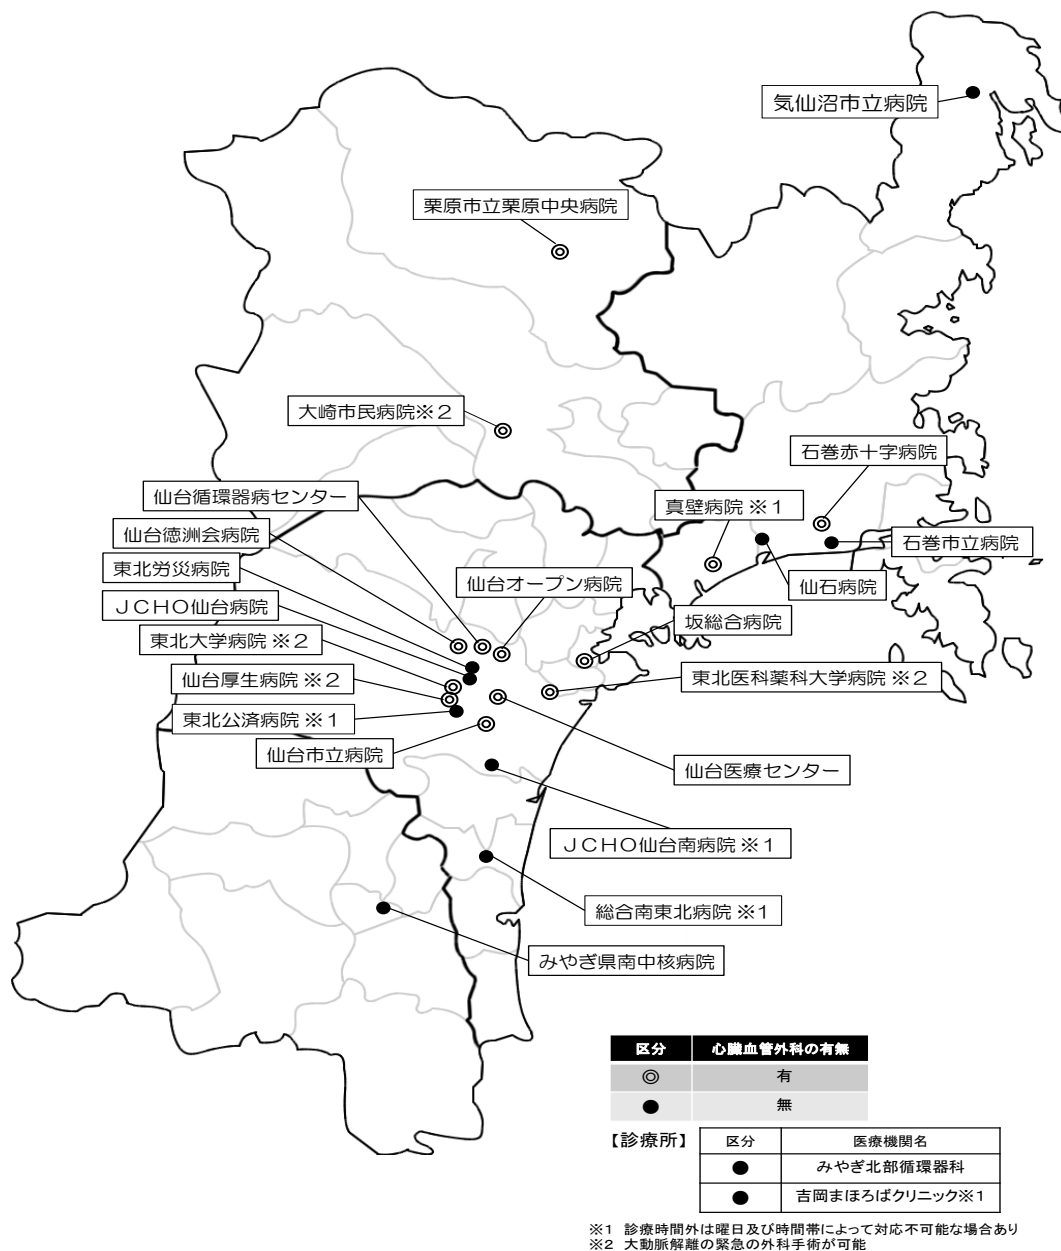 気仙沼市立病院
栗原市立栗原中央病院
大崎市民病院※2
石巻赤十字病院
仙台循環器病センター
真壁病院 ※1
仙台徳洲会病院
石巻市立病院
東北労災病院
仙台オープン病院
仙石病院
JCHO仙台病院
坂総合病院
東北大学病院 ※2
仙台厚生病院 ※2
東北医科薬科大学病院 ※2
東北公済病院 ※1
仙台市立病院
仙台医療センター
JCHO仙台南病院 ※1
総合南東北病院 ※1
みやぎ県南中核病院
区分 心臓血管外科の有無
◎ 有
● 無
【診療所】
区分 医療機関名
● みやぎ北部循環器科
● 吉岡まほろばクリニック※1
※1 診療時間外は曜日及び時間帯によって対応不可能な場合あり
※2 大動脈解離の緊急の外科手術が可能